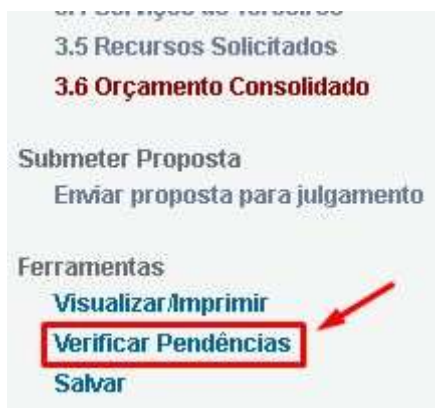 3.5 Recursos Solicitados
3.6 Orçamento Consolidado
Submeter Proposta
Enviar proposta para julgamento
Ferramentas
Visualizar/Imprimir
Verificar Pendências
Salvar